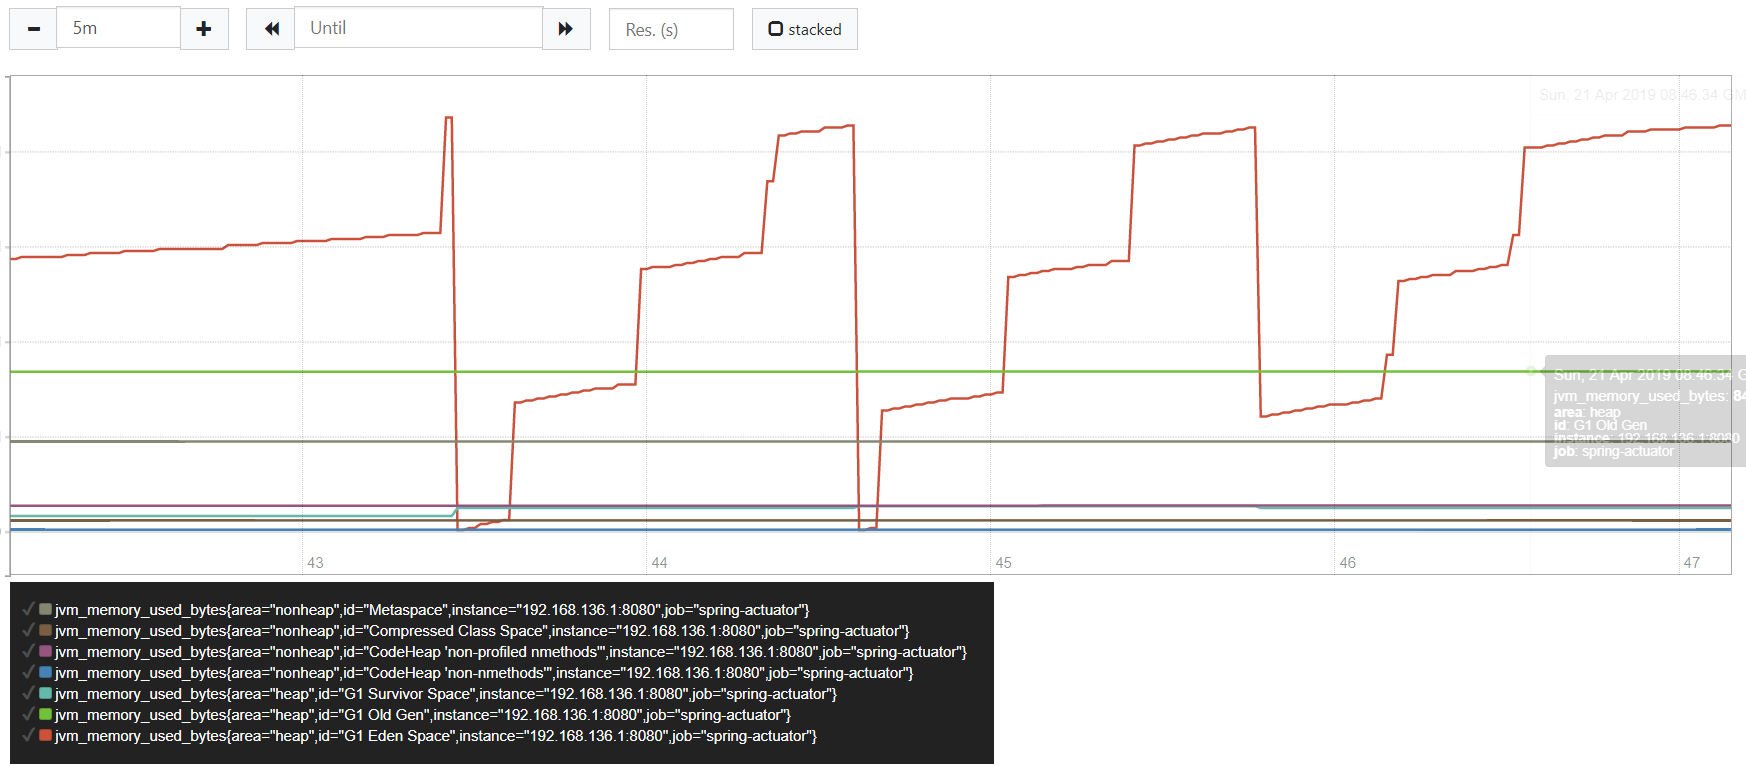 5m
Until
Res. (s)
stacked
Sun, 21 Apr 2019 08:46:34 GM
Sun, 21 Apr 2019 08:46:34 G
jvm_memory_used_bytes: 84
area: heap
id: G1 Old Gen
instance: 192.168.136.1:8080
job: spring-actuator
43 44 45 46 47
jvm_memory_used_bytes{area="nonheap",id="Metaspace",instance="192.168.136.1:8080",job="spring-actuator"}
jvm_memory_used_bytes{area="nonheap",id="Compressed Class Space",instance="192.168.136.1:8080",job="spring-actuator"}
jvm_memory_used_bytes{area="nonheap",id="CodeHeap 'non-profiled nmethods'",instance="192.168.136.1:8080",job="spring-actuator"}
jvm_memory_used_bytes{area="nonheap",id="CodeHeap 'non-nmethods'",instance="192.168.136.1:8080",job="spring-actuator"}
jvm_memory_used_bytes{area="heap",id="G1 Survivor Space",instance="192.168.136.1:8080",job="spring-actuator"}
jvm_memory_used_bytes{area="heap",id="G1 Old Gen",instance="192.168.136.1:8080",job="spring-actuator"}
jvm_memory_used_bytes{area="heap",id="G1 Eden Space",instance="192.168.136.1:8080",job="spring-actuator"}